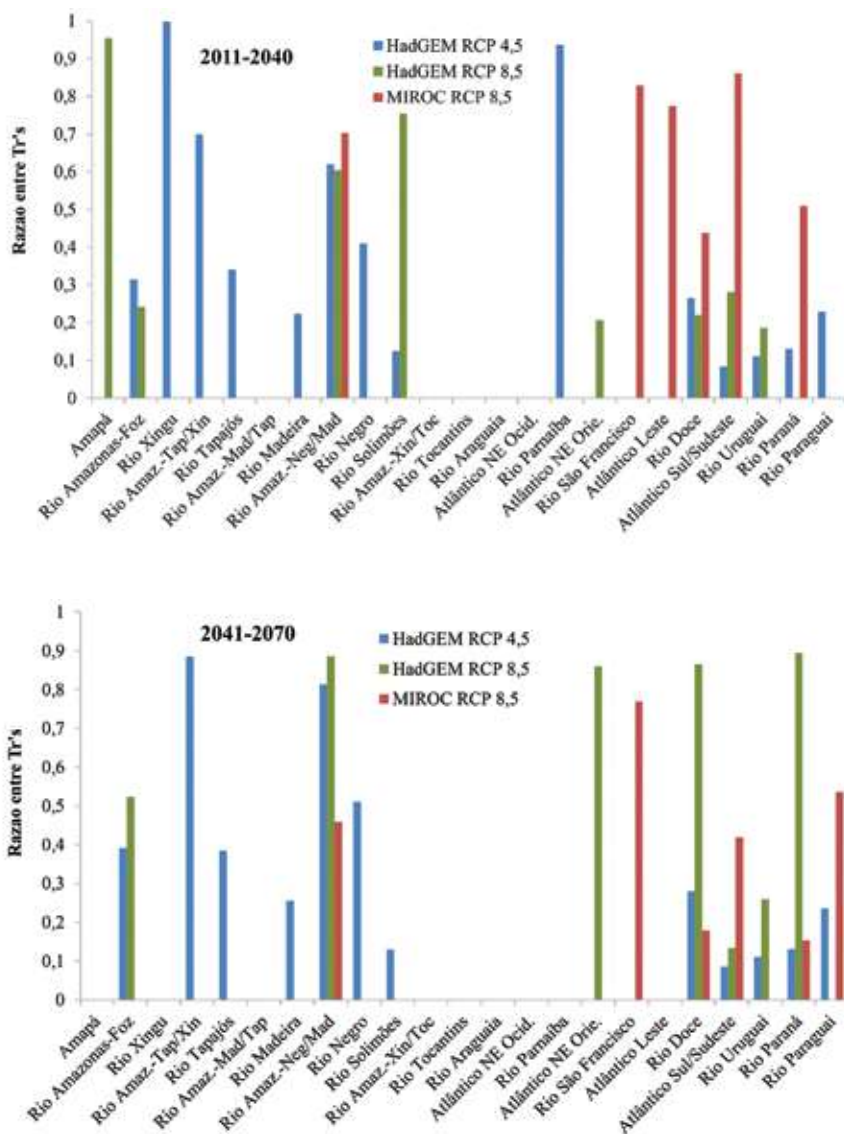 2011-2040
HadGEM RCP 4,5
HadGEM RCP 8,5
MIROC RCP 8,5
Razao entre Tr's
1
0,9
0,8
0,7
0,6
0,5
0,4
0,3
0,2
0,1
0
Amapá
Rio Amazonas-Foz
Rio Xingu
Rio Amaz.-Tap/Xin
Rio Tapajós
Rio Amaz.-Mad/Tap
Rio Madeira
Rio Amaz.-Neg/Mad
Rio Negro
Rio Solimões
Rio Amaz.-Xin/Toc
Rio Tocantins
Rio Araguaia
Atlântico NE Ocid.
Rio Parnaíba
Atlântico NE Orie.
Rio São Francisco
Atlântico Leste
Rio Doce
Atlântico Sul/Sudeste
Rio Uruguai
Rio Paraná
Rio Paraguai
2041-2070
HadGEM RCP 4,5
HadGEM RCP 8,5
MIROC RCP 8,5
Razao entre Tr's
1
0,9
0,8
0,7
0,6
0,5
0,4
0,3
0,2
0,1
0
Amapá
Rio Amazonas-Foz
Rio Xingu
Rio Amaz.-Tap/Xin
Rio Tapajós
Rio Amaz.-Mad/Tap
Rio Madeira
Rio Amaz.-Neg/Mad
Rio Negro
Rio Solimões
Rio Amaz.-Xin/Toc
Rio Tocantins
Rio Araguaia
Atlântico NE Ocid.
Rio Parnaíba
Atlântico NE Orie.
Rio São Francisco
Atlântico Leste
Rio Doce
Atlântico Sul/Sudeste
Rio Uruguai
Rio Paraná
Rio Paraguai